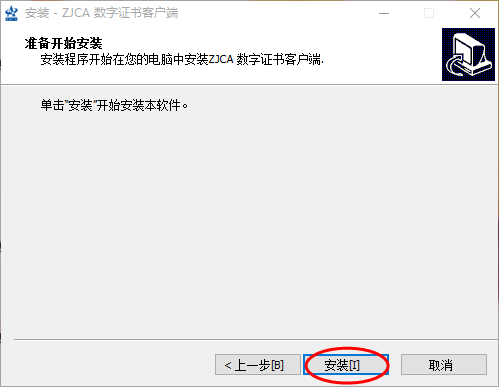 安装 - ZJCA 数字证书客户端
准备开始安装
安装程序开始在您的电脑中安装ZJCA 数字证书客户端.
单击"安装"开始安装本软件。
< 上一步[B]
安装[I]
取消